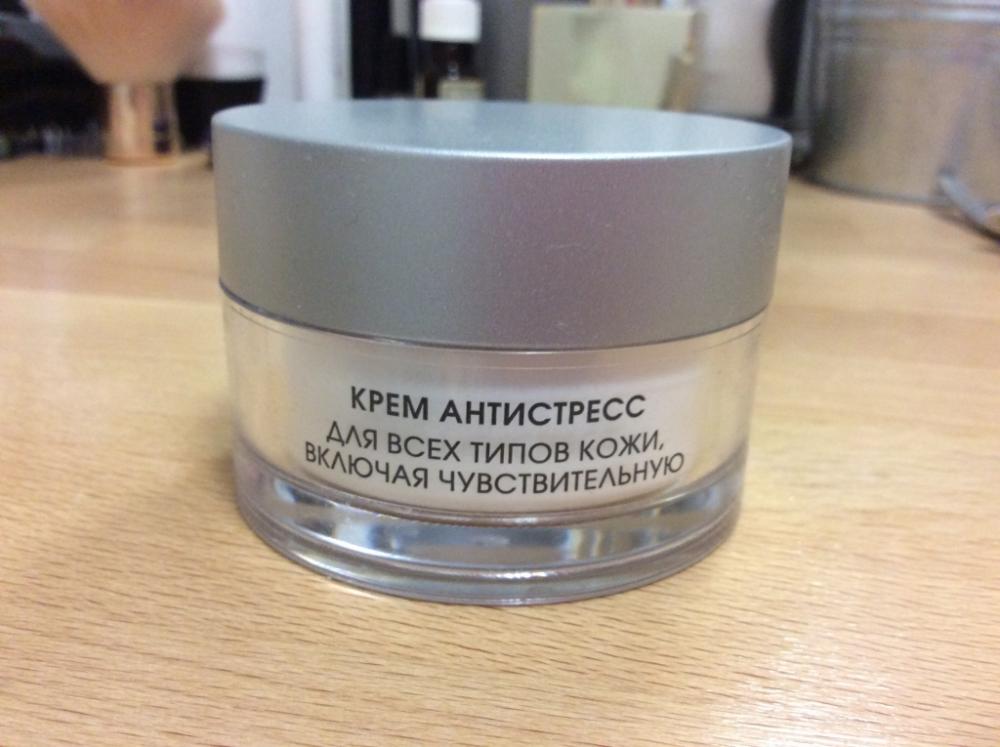 КРЕМ АНТИСТРЕСС
ДЛЯ ВСЕХ ТИПОВ КОЖИ,
ВКЛЮЧАЯ ЧУВСТВИТЕЛЬНУЮ